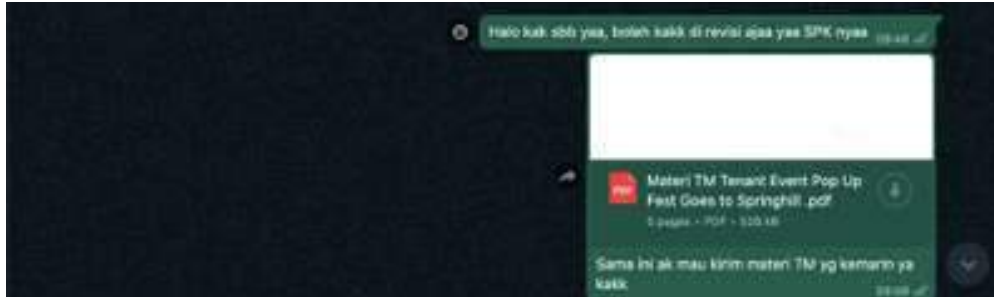 Halo kak sbb yaa, boleh kakk di revisi ajaa yaa SPK nyaa
PDF
Materi TM Tenant Event Pop Up
Fest Goes to Springhill .pdf
5 pages • PDF •
Sama ini ak mau kirim materi TM yg kemarin ya
kakk